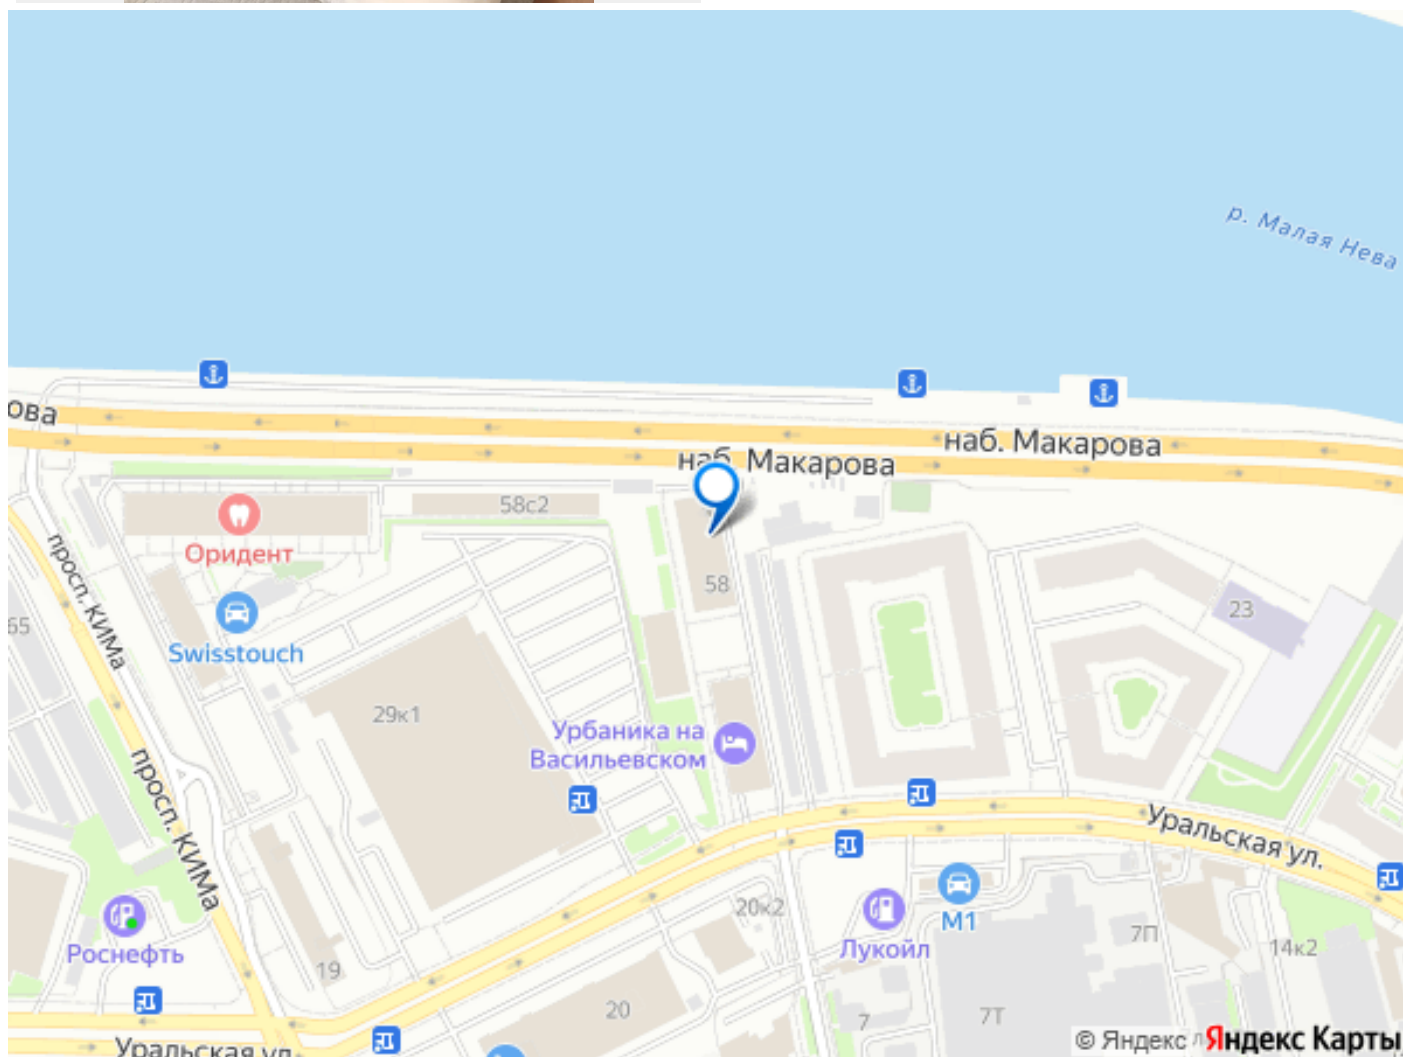 р. Малая Нева
ова
наб. Макарова
наб. Макарова
58с2
Оридент
просп. КИМа
58
23
65
Swisstouch
29к1
Урбаника на
Васильевском
просп. КИМа
Уральская ул.
20к2
М1
Роснефть
Лукойл
7П
14к2
19
20
7
7Т
Уральская ул.
© Яндекс
Яндекс Карты